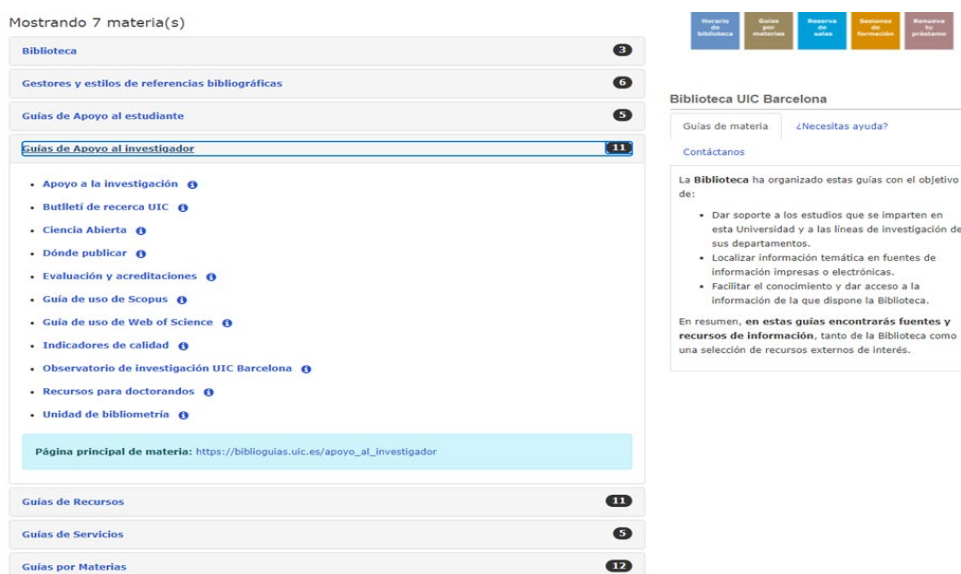 Mostrando 7 materia(s)
Biblioteca 3
Gestores y estilos de referencias bibliográficas 6
Guías de Apoyo al estudiante 5
Guías de Apoyo al investigador 11
Apoyo a la investigación
Butlletí de recerca UIC
Ciencia Abierta
Dónde publicar
Evaluación y acreditaciones
Guía de uso de Scopus
Guía de uso de Web of Science
Indicadores de calidad
Observatorio de investigación UIC Barcelona
Recursos para doctorandos
Unidad de bibliometría
Página principal de materia: https://biblioguias.uic.es/apoyo_al_investigador
Guías de Recursos 11
Guías de Servicios 5
Guías por Materias 12
Horario
de
biblioteca
Guías
por
materias
Reserva
de
salas
Sesiones
de
formación
Renueva
tu
préstamo
Biblioteca UIC Barcelona
Guías de materia ¿Necesitas ayuda?
Contáctanos
La Biblioteca ha organizado estas guías con el objetivo
de:
Dar soporte a los estudios que se imparten en
esta Universidad y a las líneas de investigación de
sus departamentos.
Localizar información temática en fuentes de
información impresas o electrónicas.
Facilitar el conocimiento y dar acceso a la
información de la que dispone la Biblioteca.
En resumen, en estas guías encontrarás fuentes y
recursos de información, tanto de la Biblioteca como
una selección de recursos externos de interés.